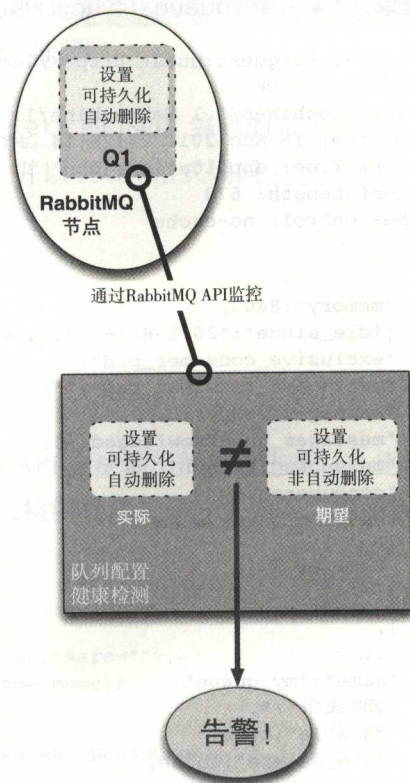 设置
可持久化
自动删除
Q1
RabbitMQ
节点
通过RabbitMQ API监控
设置
可持久化
自动删除
实际
≠
设置
可持久化
非自动删除
期望
队列配置
健康检测
告警!